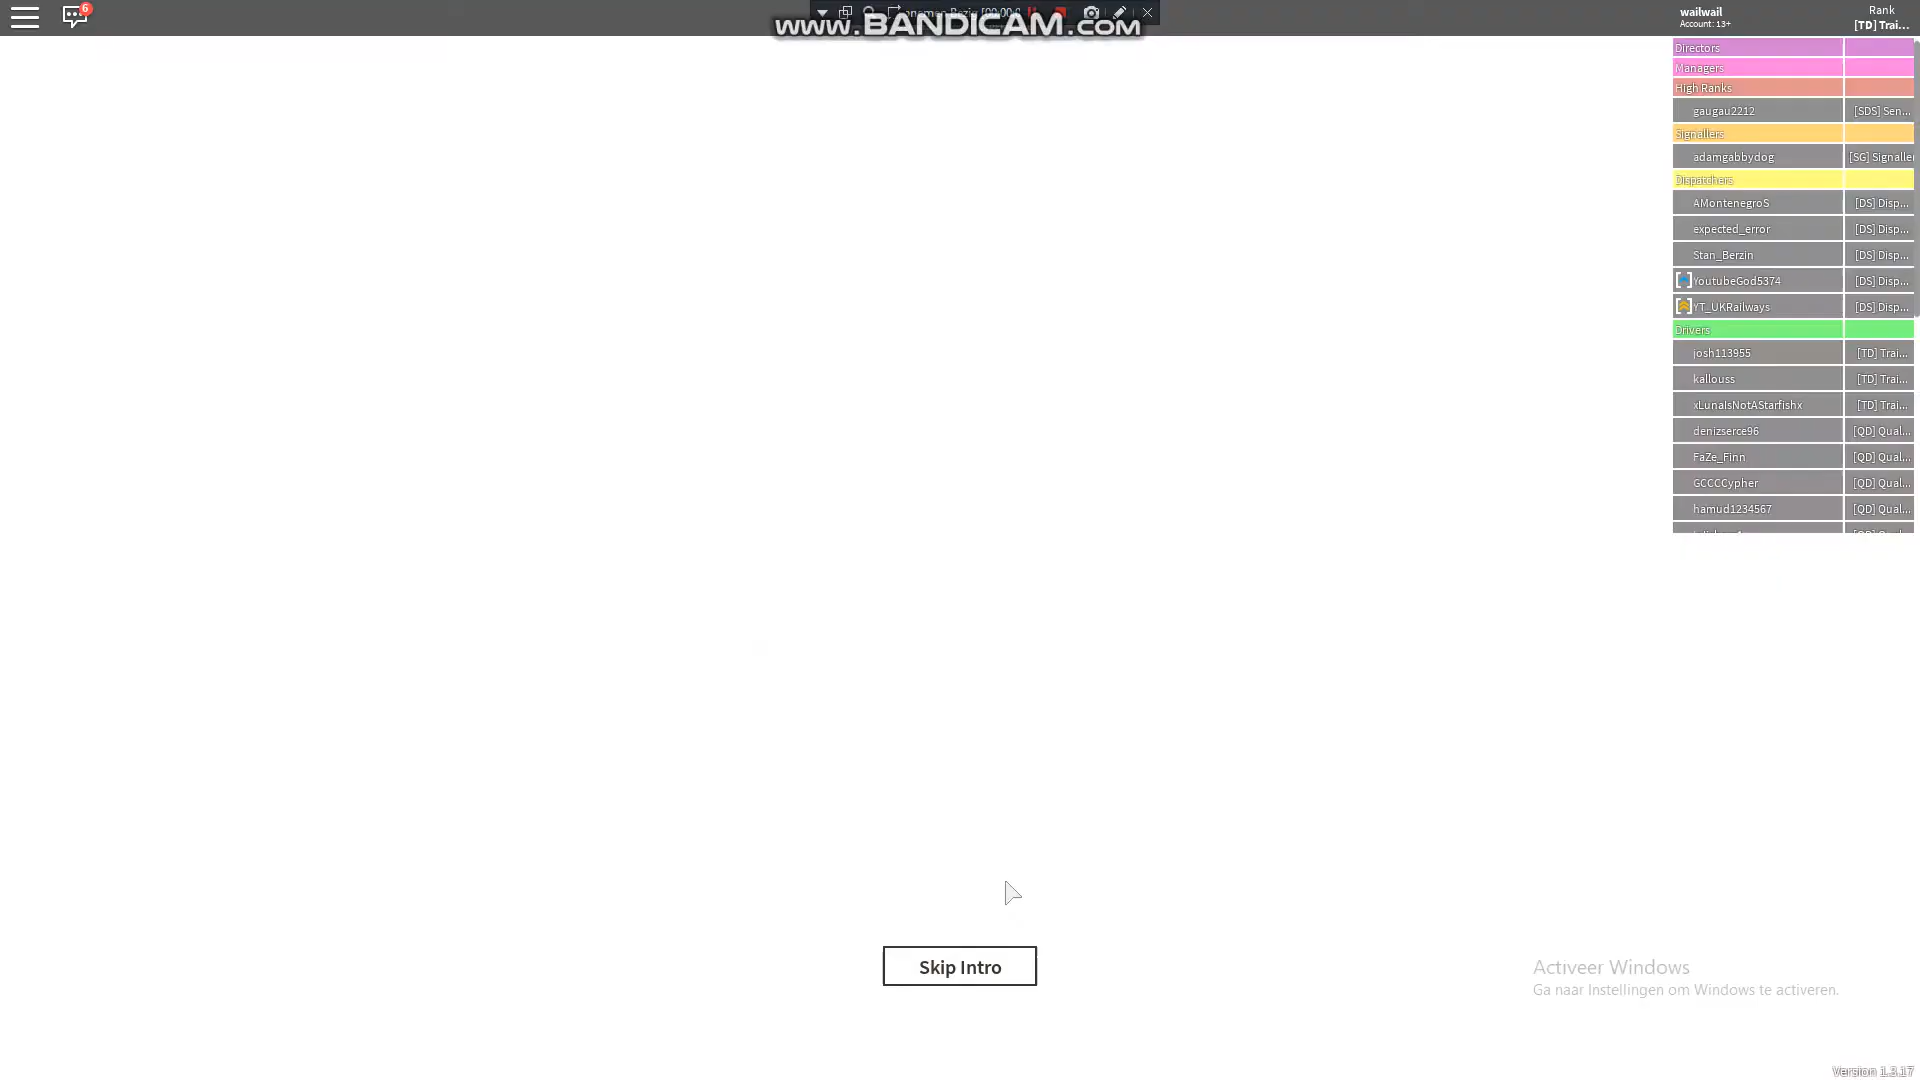 6
www.BANDICAM.com
wailwail
Account: 13+
Rank
[TD] Trai...
Directors
Managers
High Ranks
gaugau2212 [SDS] Sen...
Signallers
adamgabbydog [SG] Signaller
Dispatchers
AMontenegroS [DS] Disp...
expected_error [DS] Disp...
Stan_Berzin [DS] Disp...
YoutubeGod5374 [DS] Disp...
YT_UKRailways [DS] Disp...
Drivers
josh113955 [TD] Trai...
kallouss [TD] Trai...
xLunaIsNotAStarfishx [TD] Trai...
denizserce96 [QD] Qual...
FaZe_Finn [QD] Qual...
GCCCCypher [QD] Qual...
hamud1234567 [QD] Qual...
Skip Intro
Activeer Windows
Ga naar Instellingen om Windows te activeren.
Version 1.3.17